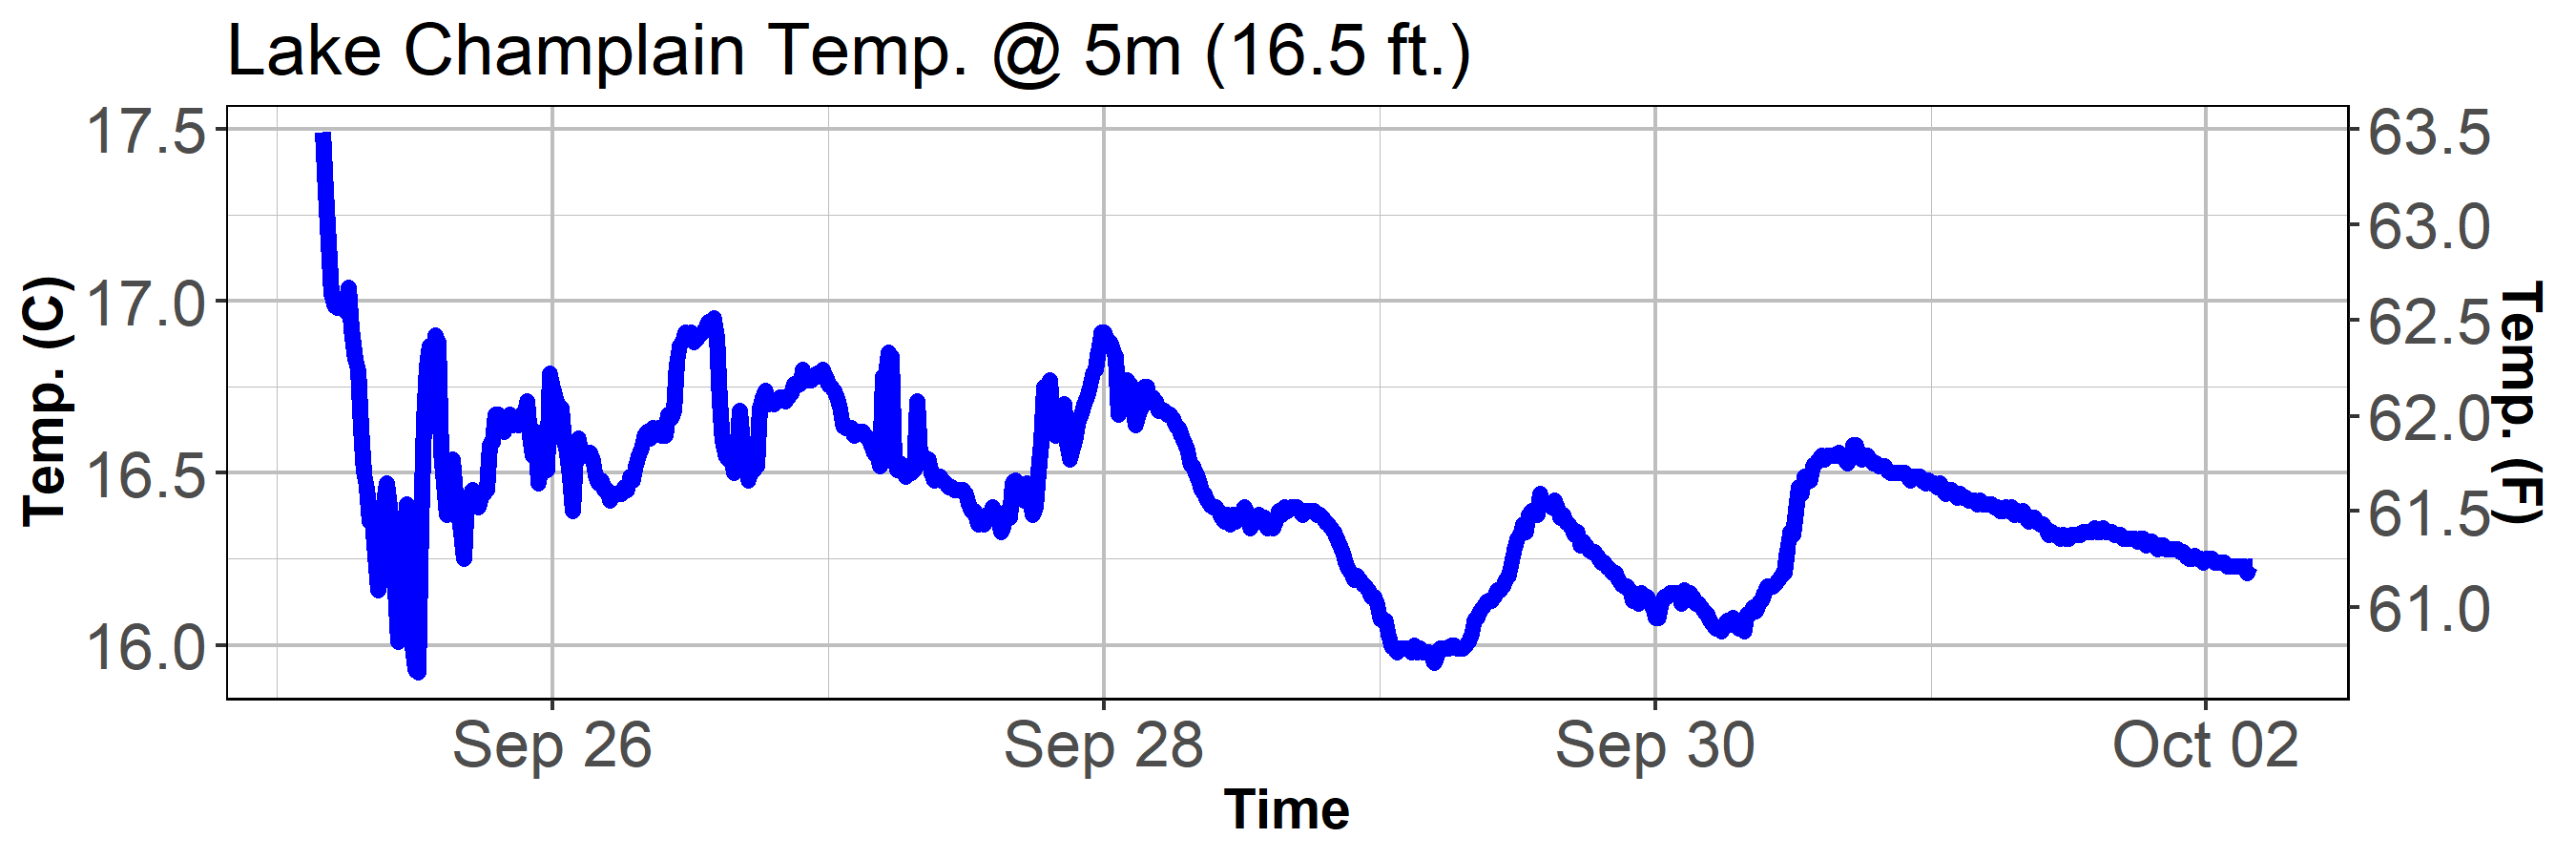 Lake Champlain Temp. @ 5m (16.5 ft.)
17.5
17.0
16.5
16.0
Temp. (C)
63.5
63.0
62.5
62.0
61.5
61.0
Temp. (F)
Sep 26
Sep 28
Sep 30
Oct 02
Time